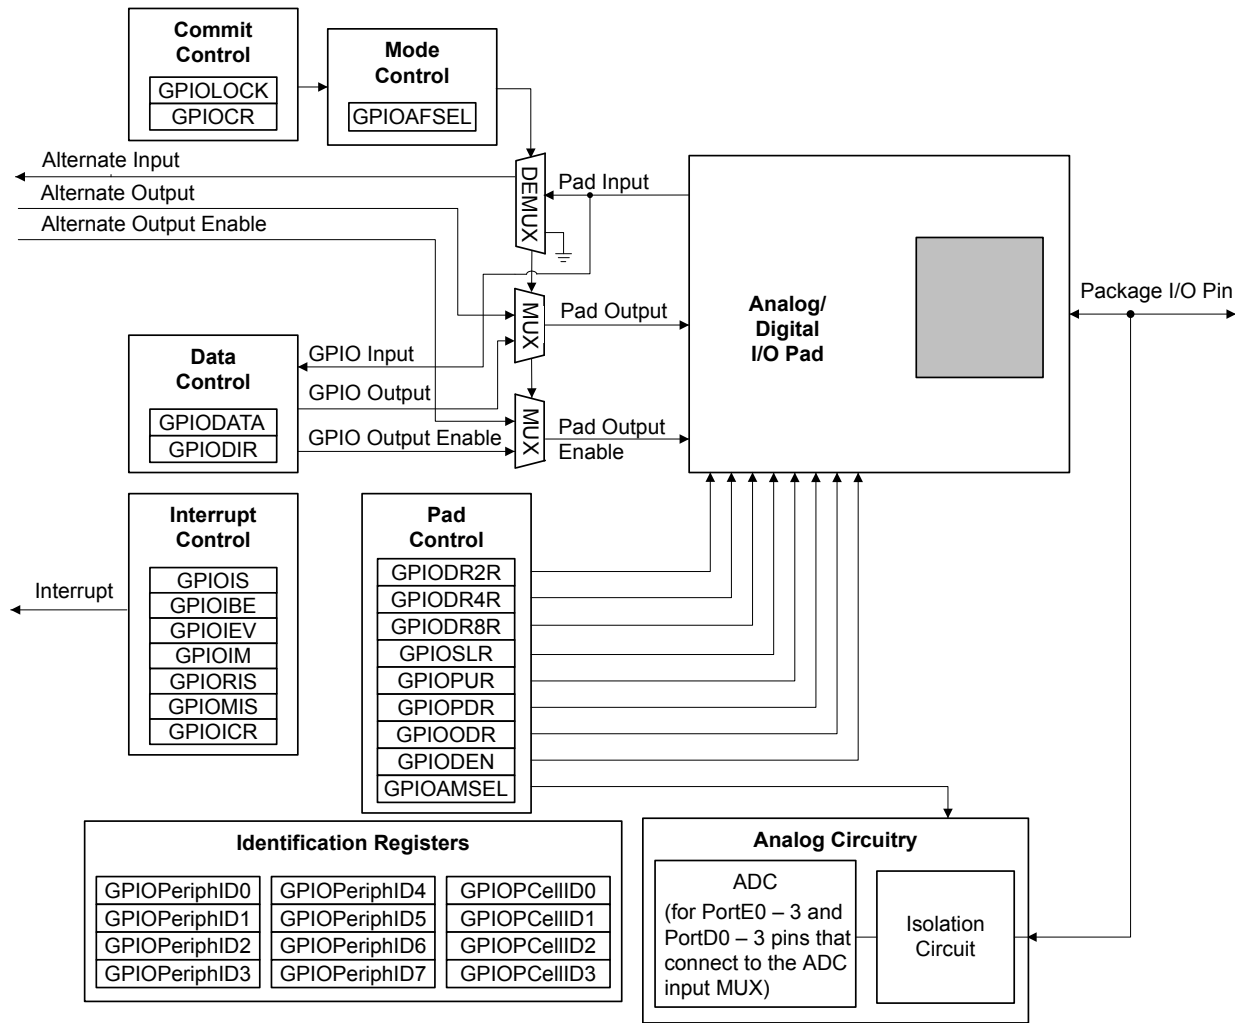 Commit
Control
GPIOLOCK
GPIOCR
Mode
Control
GPIOAFSEL
Alternate Input
Alternate Output
Alternate Output Enable
DEMUX
Pad Input
MUX
Pad Output
MUX
Pad Output
Enable
Analog/
Digital
I/O Pad
Package I/O Pin
Data
Control
GPIODATA
GPIODIR
GPIO Input
GPIO Output
GPIO Output Enable
Interrupt
Control
GPIOIS
GPIOIBE
GPIOIEV
GPIOIM
GPIORIS
GPIOMIS
GPIOICR
Interrupt
Pad
Control
GPIODR2R
GPIODR4R
GPIODR8R
GPIOSLR
GPIOPUR
GPIOPDR
GPIOODR
GPIODEN
GPIOAMSEL
Identification Registers
GPIOPeriphID0
GPIOPeriphID1
GPIOPeriphID2
GPIOPeriphID3
GPIOPeriphID4
GPIOPeriphID5
GPIOPeriphID6
GPIOPeriphID7
GPIOPCellID0
GPIOPCellID1
GPIOPCellID2
GPIOPCellID3
Analog Circuitry
ADC
(for PortE0 – 3 and
PortD0 – 3 pins that
connect to the ADC
input MUX)
Isolation
Circuit